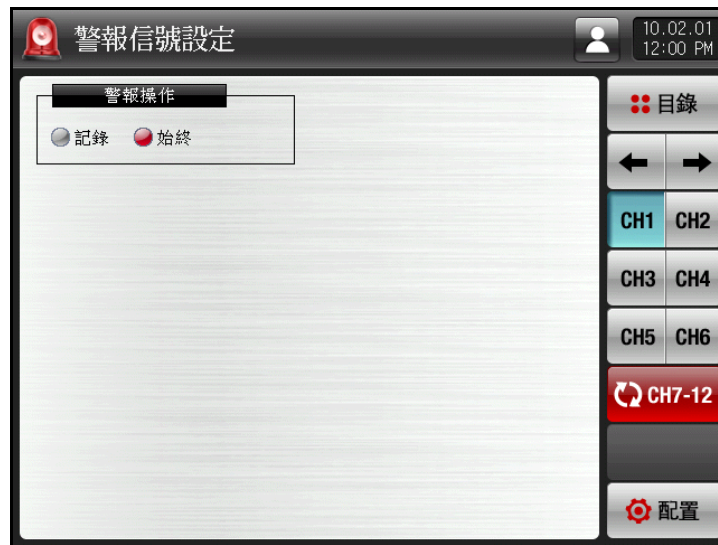 警報信號設定
10.02.01
12:00 PM
警報操作
記錄 始終
目錄
CH1 CH2
CH3 CH4
CH5 CH6
CH7-12
配置